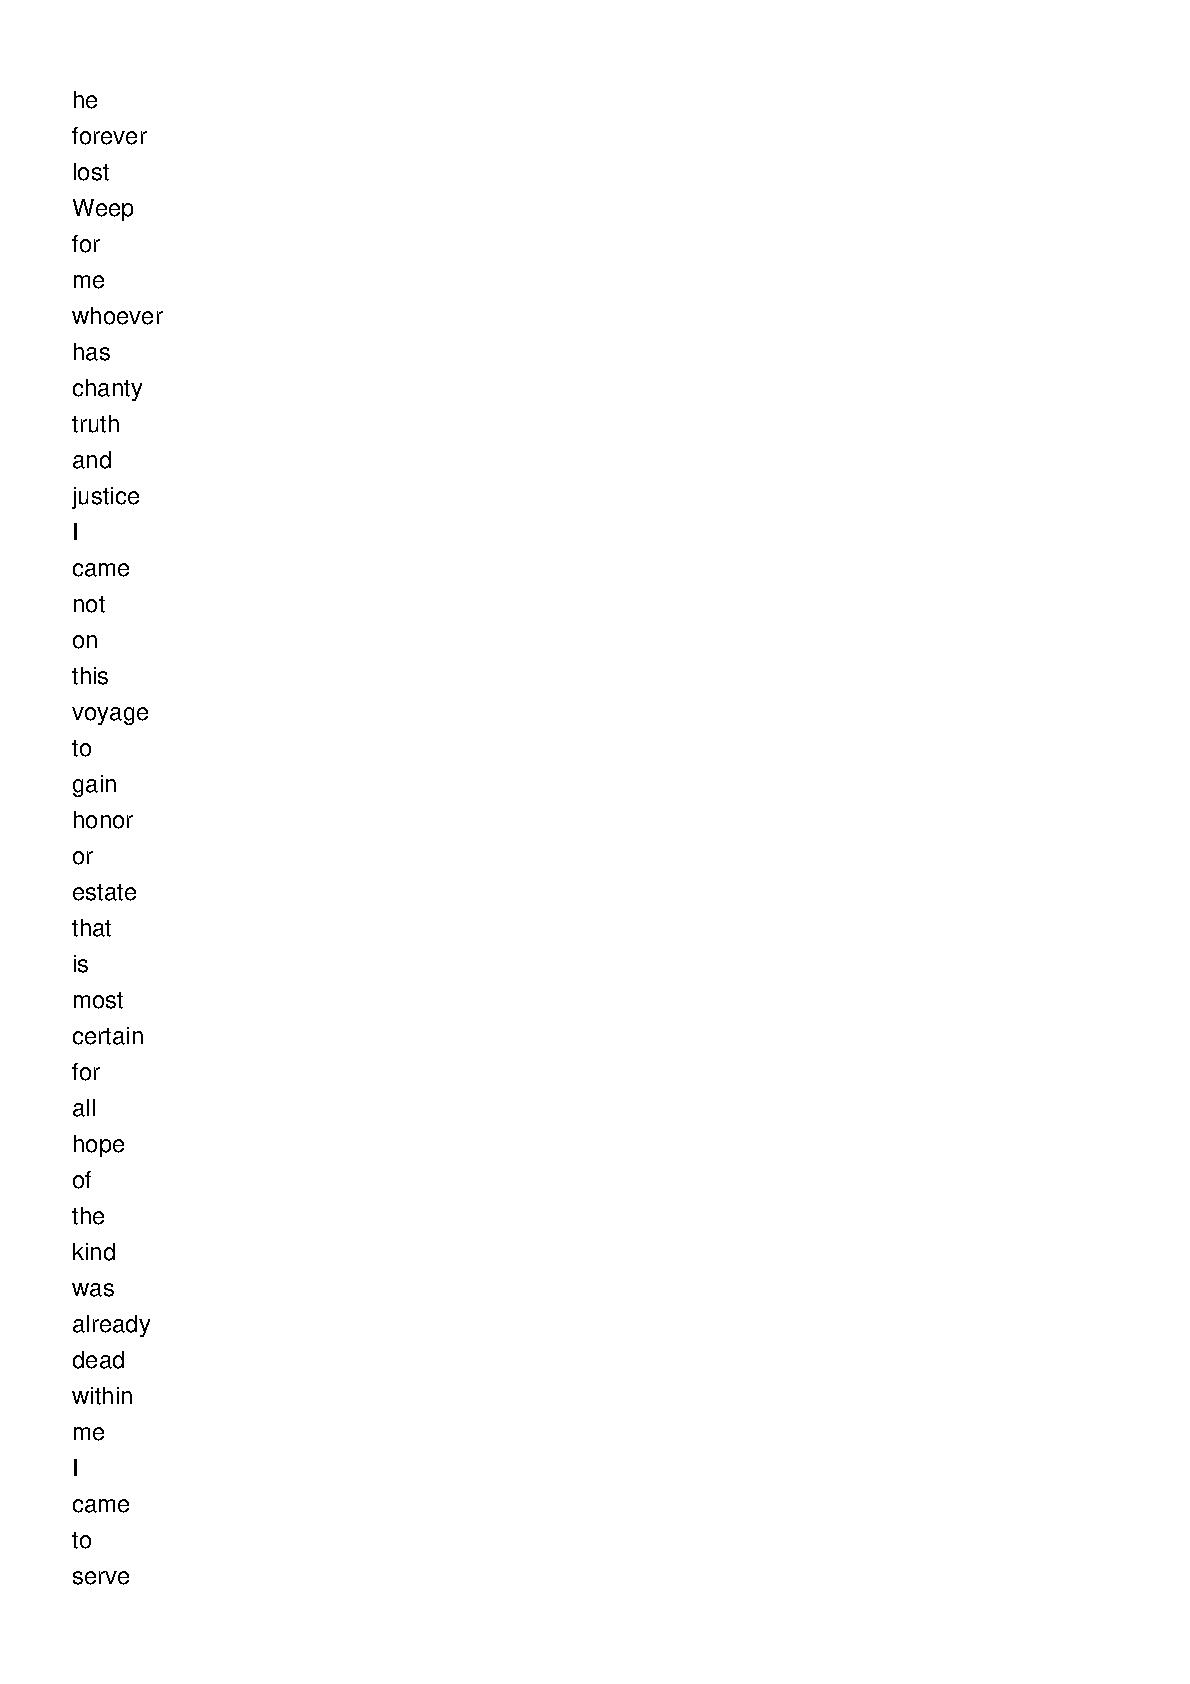 he
forever
lost
Weep
for
me
whoever
has
chanty
truth
and
justice
I
came
not
on
this
voyage
to
gain
honor
or
estate
that
is
most
certain
for
all
hope
of
the
kind
was
already
dead
within
me
I
came
to
serve